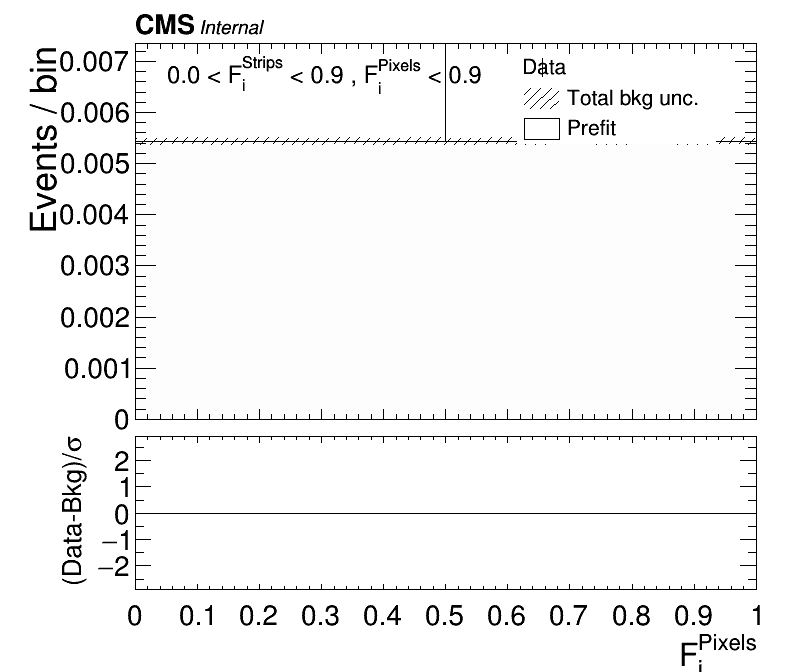 CMS Internal
Events / bin
0.0 < F_i^Strips < 0.9 , F_i^Pixels < 0.9
Data
Total bkg unc.
Prefit
0.007
0.006
0.005
0.004
0.003
0.002
0.001
0
(Data-Bkg)/σ
2
1
0
−1
−2
0 0.1 0.2 0.3 0.4 0.5 0.6 0.7 0.8 0.9 1
F_i^Pixels